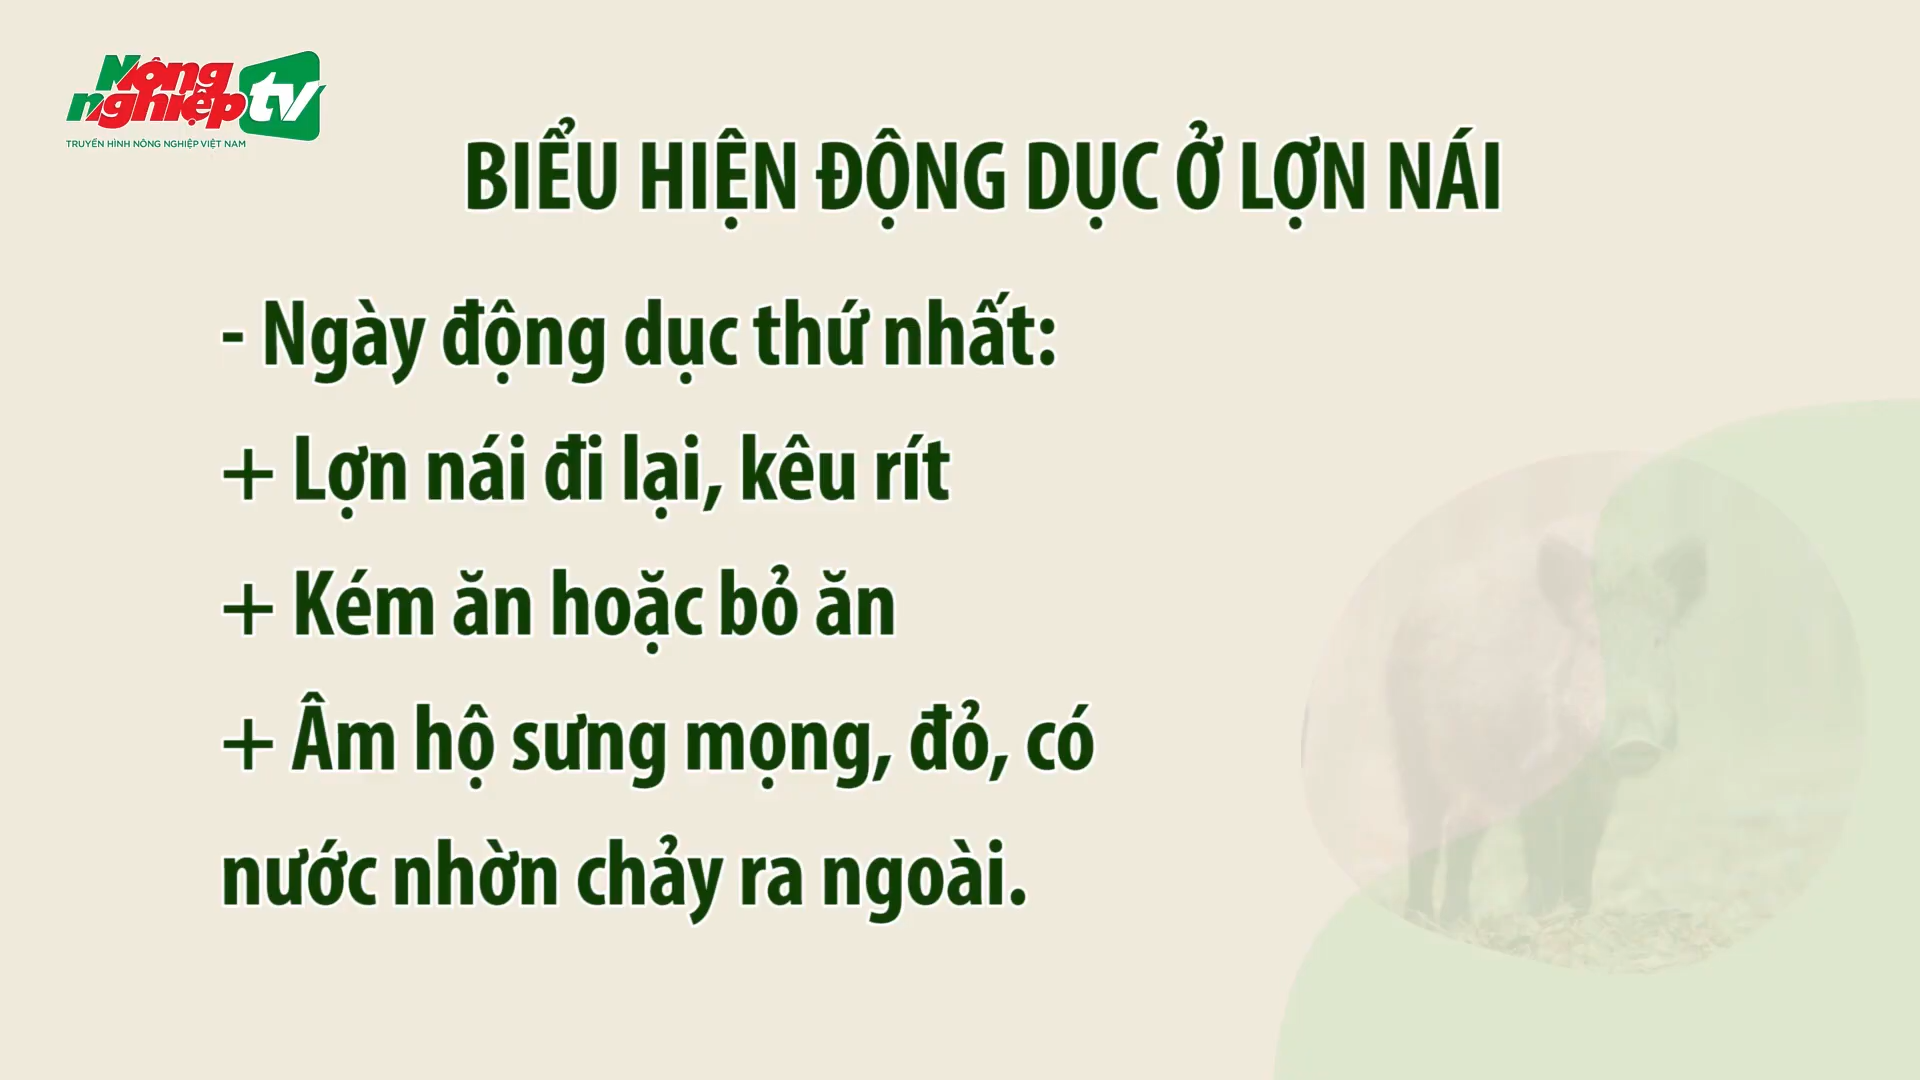 Nông
nghiệp tv
TRUYỀN HÌNH NÔNG NGHIỆP VIỆT NAM
BIỂU HIỆN ĐỘNG DỤC Ở LỢN NÁI
- Ngày động dục thứ nhất:
+ Lợn nái đi lại, kêu rít
+ Kém ăn hoặc bỏ ăn
+ Âm hộ sưng mọng, đỏ, có
nước nhờn chảy ra ngoài.